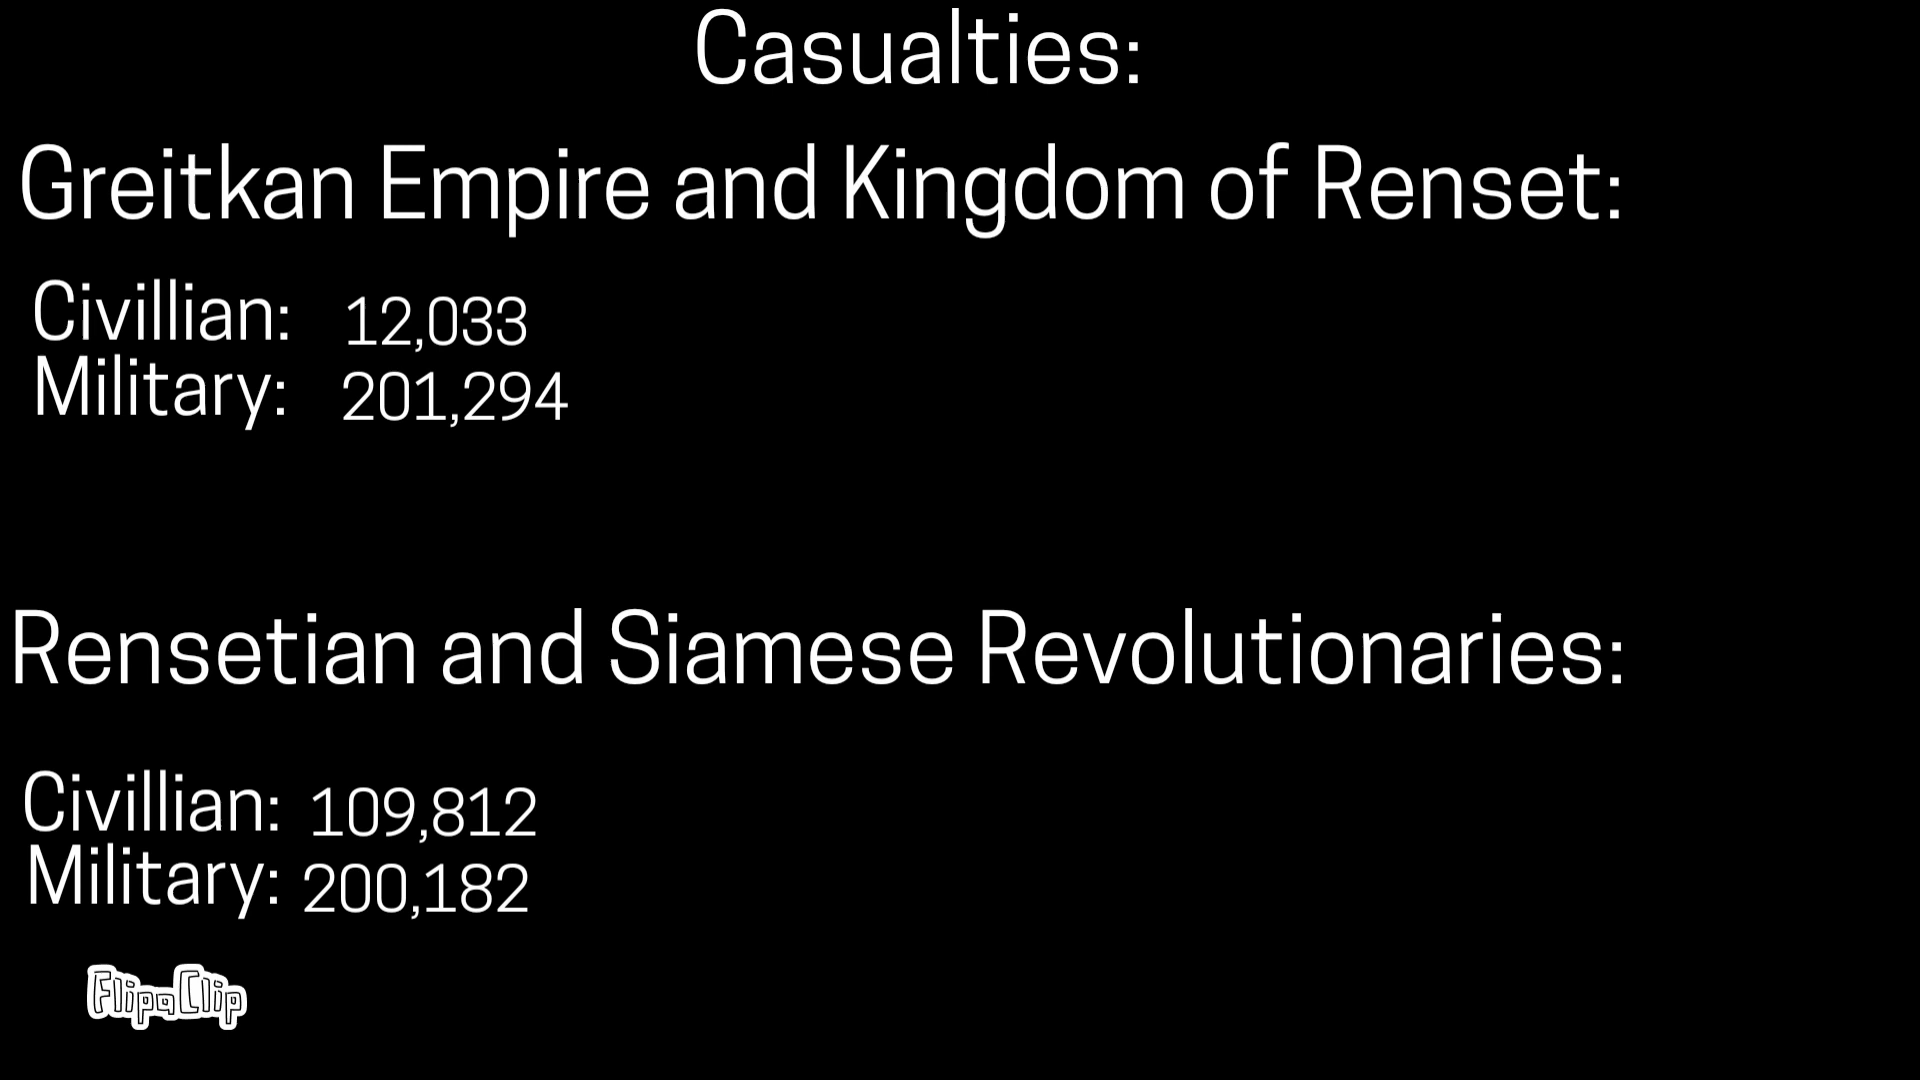 Casualties:
Greitkan Empire and Kingdom of Renset:
Civillian: 12,033
Military: 201,294
Rensetian and Siamese Revolutionaries:
Civillian: 109,812
Military: 200,182
FlipaClip